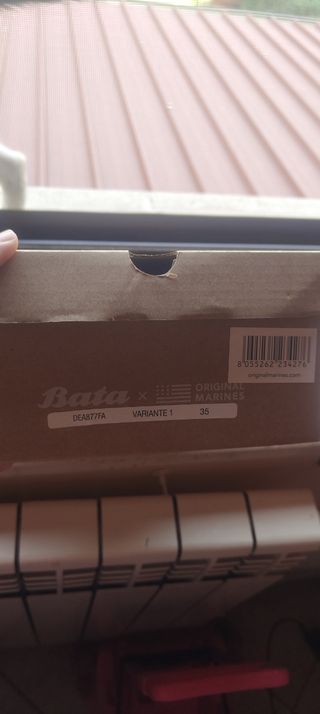 8 055262 234276
originalmarines.com
Bata × ORIGINAL MARINES
DEA877FA VARIANTE 1 35